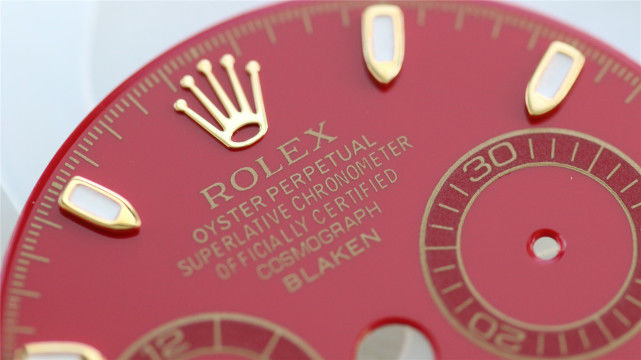 ROLEX
OYSTER PERPETUAL
SUPERLATIVE CHRONOMETER
OFFICIALLY CERTIFIED
COSMOGRAPH
BLAKEN
30
20
12